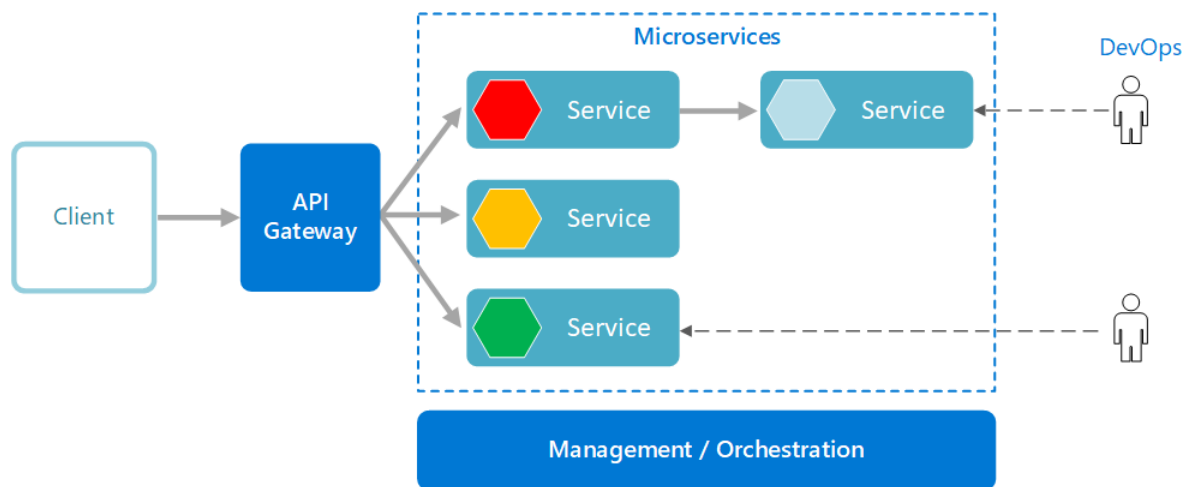 Microservices
DevOps
Service
Service
Client
API
Gateway
Service
Service
Management / Orchestration